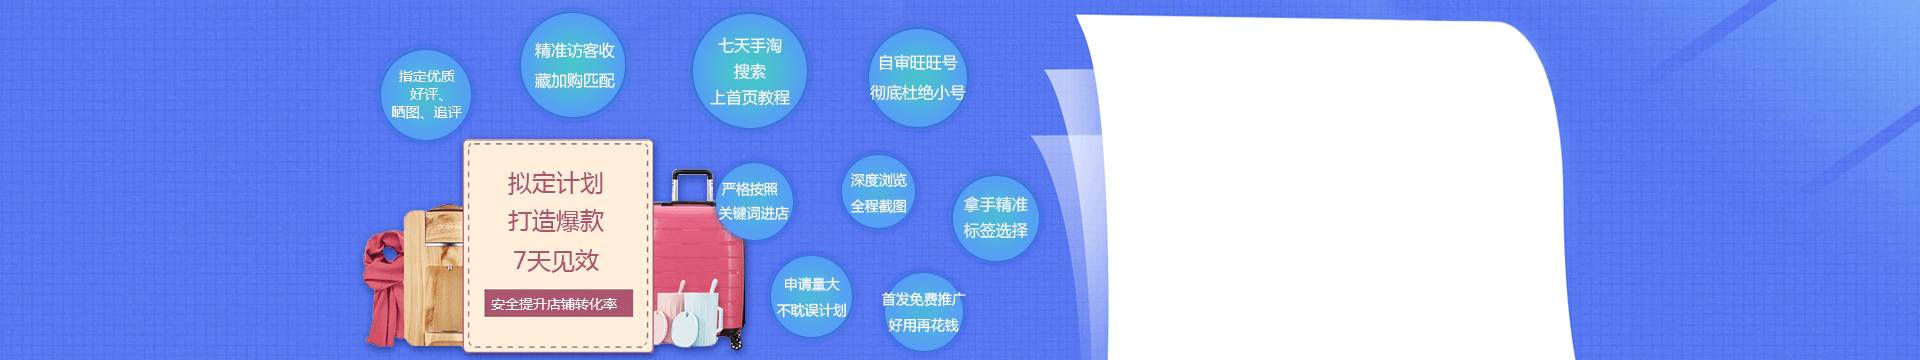 指定优质
好评、
晒图、追评
精准访客收
藏加购匹配
七天手淘
搜索
上首页教程
自审旺旺号
彻底杜绝小号
拟定计划
打造爆款
7天见效
安全提升店铺转化率
严格按照
关键词进店
深度浏览
全程截图
拿手精准
标签选择
申请量大
不耽误计划
首发免费推广
好用再花钱